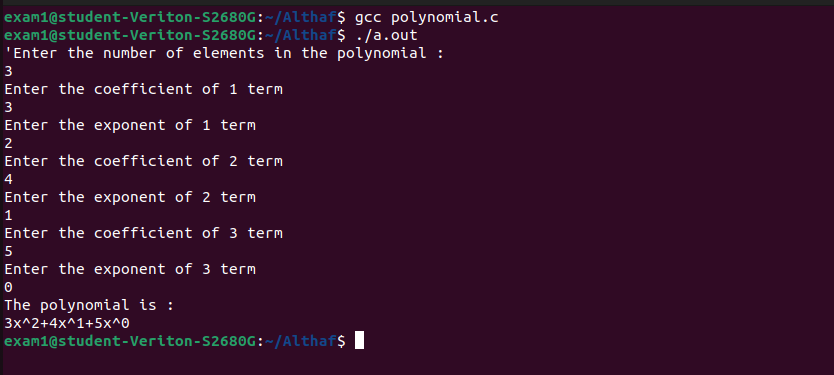 exam1@student-Veriton-S2680G:~/Althaf$ gcc polynomial.c
exam1@student-Veriton-S2680G:~/Althaf$ ./a.out
'Enter the number of elements in the polynomial :
3
Enter the coefficient of 1 term
3
Enter the exponent of 1 term
2
Enter the coefficient of 2 term
4
Enter the exponent of 2 term
1
Enter the coefficient of 3 term
5
Enter the exponent of 3 term
0
The polynomial is :
3x^2+4x^1+5x^0
exam1@student-Veriton-S2680G:~/Althaf$